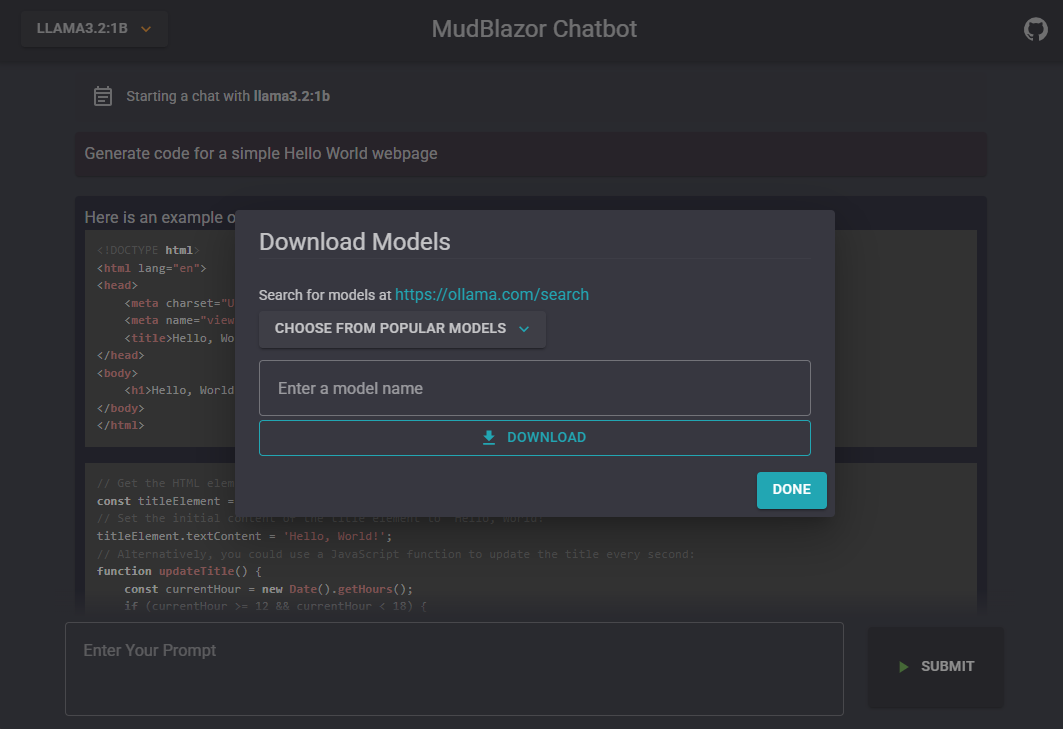 LLAMA3.2:1B
MudBlazor Chatbot
Starting a chat with llama3.2:1b
Generate code for a simple Hello World webpage
Here is an example o
<!DOCTYPE html>
<html lang="en">
<head>
<meta charset="U
<meta name="view
<title>Hello, Wo
</head>
<body>
<h1>Hello, World
</body>
</html>
Download Models
Search for models at https://ollama.com/search
CHOOSE FROM POPULAR MODELS
Enter a model name
DOWNLOAD
DONE
// Get the HTML elem
const titleElement =
// Set the initial content of the title element to 'Hello, World!'
titleElement.textContent = 'Hello, World!';
// Alternatively, you could use a JavaScript function to update the title every second:
function updateTitle() {
const currentHour = new Date().getHours();
if (currentHour >= 12 && currentHour < 18) {
Enter Your Prompt
SUBMIT